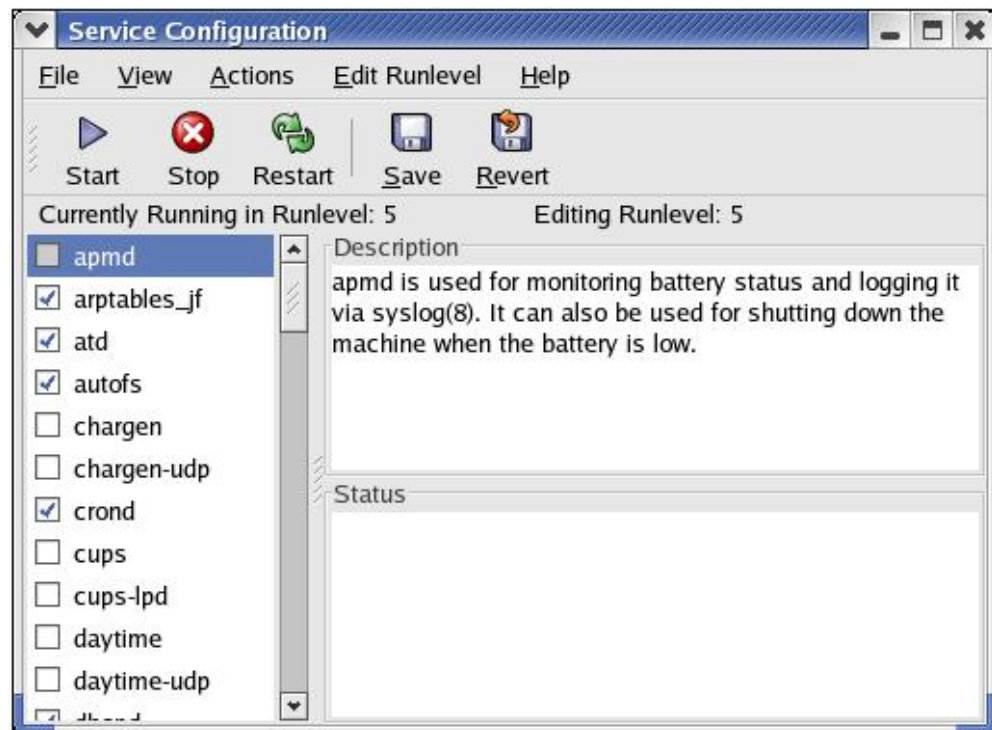 Service Configuration
File View Actions Edit Runlevel Help
Start Stop Restart Save Revert
Currently Running in Runlevel: 5 Editing Runlevel: 5
apmd
arptables_jf
atd
autofs
chargen
chargen-udp
crond
cups
cups-lpd
daytime
daytime-udp
Description
apmd is used for monitoring battery status and logging it
via syslog(8). It can also be used for shutting down the
machine when the battery is low.
Status